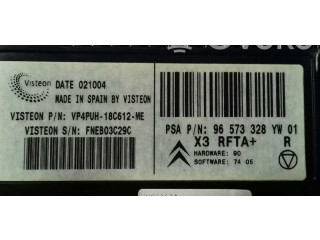 Visteon
DATE 021004
MADE IN SPAIN BY VISTEON
VISTEON P/N: VP4PUH-18C612-ME
VISTEON S/N: FNEB03C29C
PSA P/N: 96 573 328 YW 01
X3 RFTA+ R
HARDWARE: 90
SOFTWARE: 74 05